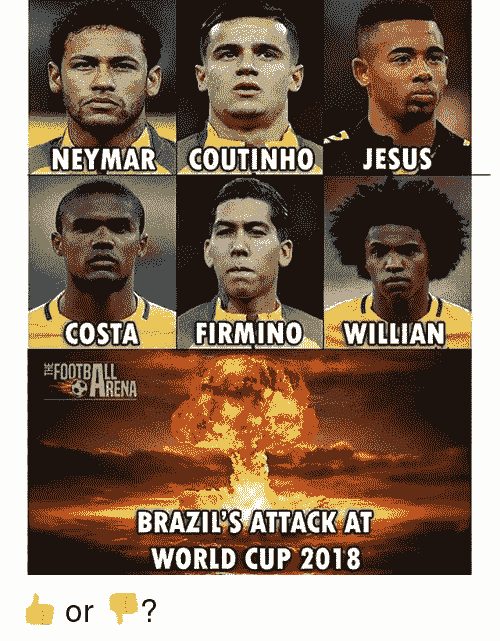 NEYMAR COUTINHO JESUS
COSTA FIRMINO WILLIAN
THE FOOTBALL
ARENA
BRAZIL'S ATTACK AT
WORLD CUP 2018
👍 or 👎?